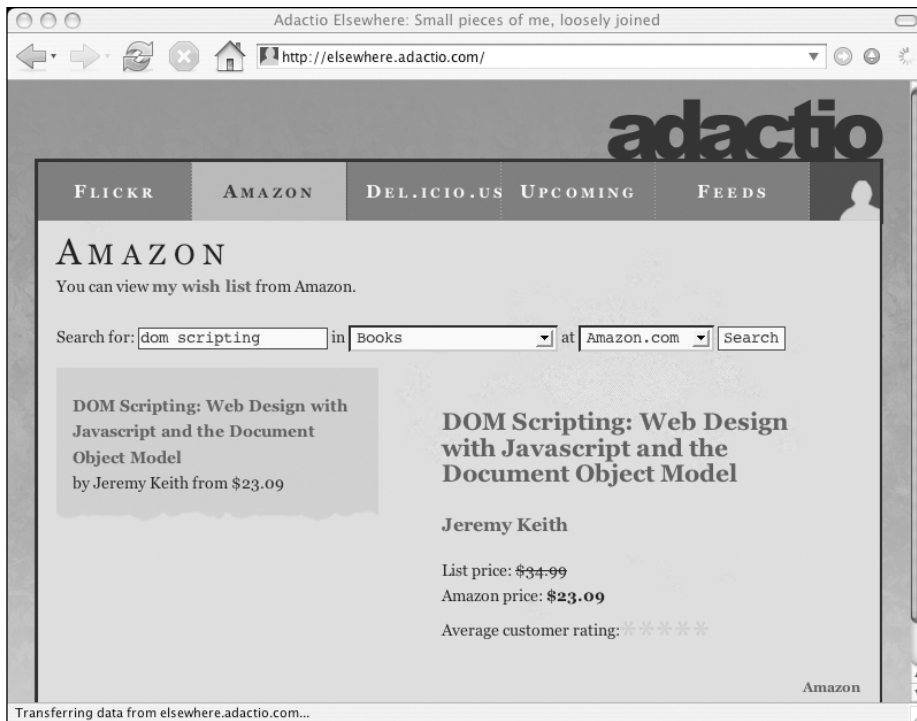 Adactio Elsewhere: Small pieces of me, loosely joined
http://elsewhere.adactio.com/
adactio
Flickr Amazon Del.icio.us Upcoming Feeds
Amazon
You can view my wish list from Amazon.
Search for: dom scripting in Books at Amazon.com Search
DOM Scripting: Web Design with
Javascript and the Document
Object Model
by Jeremy Keith from $23.09
DOM Scripting: Web Design
with Javascript and the
Document Object Model
Jeremy Keith
List price: $34.99
Amazon price: $23.09
Average customer rating:*****
Amazon
Transferring data from elsewhere.adactio.com...